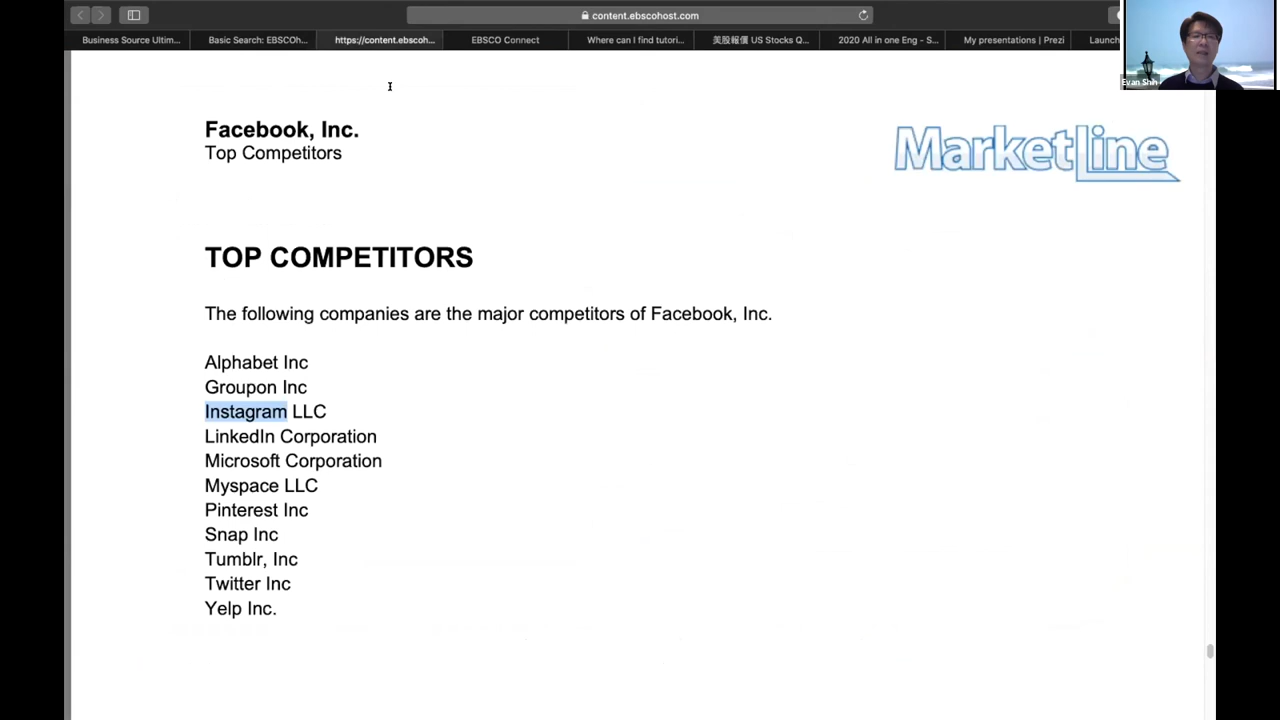 content.ebscohost.com
Business Source Ultim...
Basic Search: EBSCOh...
https://content.ebscoh...
EBSCO Connect
Where can I find tutori...
美股報價 US Stocks Q...
2020 All in one Eng - S...
My presentations | Prezi
Launch
Evan Shih
Facebook, Inc.
Top Competitors
MarketLine
TOP COMPETITORS
The following companies are the major competitors of Facebook, Inc.
Alphabet Inc
Groupon Inc
Instagram LLC
LinkedIn Corporation
Microsoft Corporation
Myspace LLC
Pinterest Inc
Snap Inc
Tumblr, Inc
Twitter Inc
Yelp Inc.